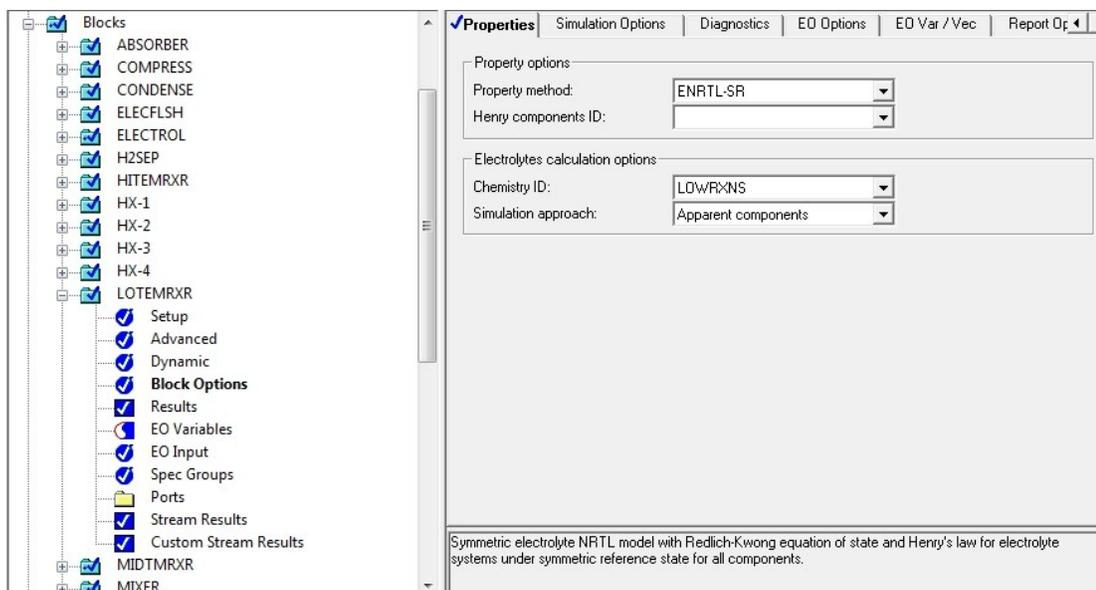 Blocks
ABSORBER
COMPRESS
CONDENSE
ELECFLSH
ELECTROL
H2SEP
HITEMRXR
HX-1
HX-2
HX-3
HX-4
LOTEMRXR
Setup
Advanced
Dynamic
Block Options
Results
EO Variables
EO Input
Spec Groups
Ports
Stream Results
Custom Stream Results
MIDTMRXR
MIXER
Properties Simulation Options Diagnostics EO Options EO Var / Vec Report Op
Property options
Property method: ENRTL-SR
Henry components ID:
Electrolytes calculation options
Chemistry ID: LOWRXNS
Simulation approach: Apparent components
Symmetric electrolyte NRTL model with Redlich-Kwong equation of state and Henry's law for electrolyte
systems under symmetric reference state for all components.